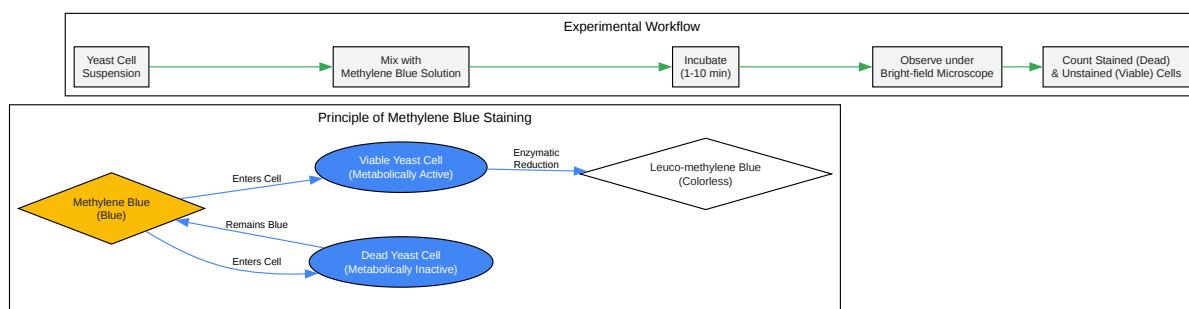 Experimental Workflow
Yeast Cell
Suspension
Mix with
Methylene Blue Solution
Incubate
(1-10 min)
Observe under
Bright-field Microscope
Count Stained (Dead)
& Unstained (Viable) Cells
Principle of Methylene Blue Staining
Methylene Blue
(Blue)
Enters Cell
Viable Yeast Cell
(Metabolically Active)
Enzymatic
Reduction
Leuco-methylene Blue
(Colorless)
Remains Blue
Enters Cell
Dead Yeast Cell
(Metabolically Inactive)